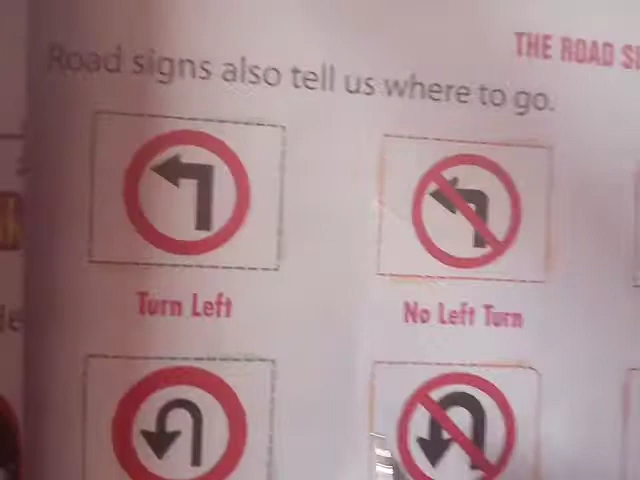 THE ROAD
Road signs also tell us where to go.
Turn Left
No Left Turn